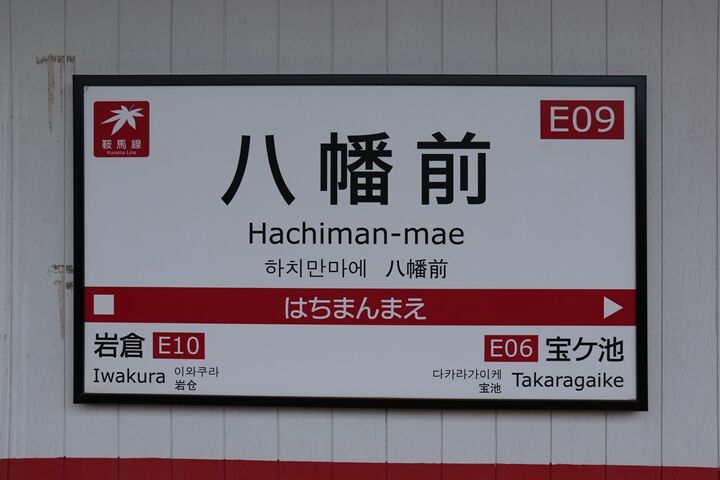 鞍馬線
Kurama Line
E09
八幡前
Hachiman-mae
하치만마에 八幡前
はちまんまえ
岩倉 E10
Iwakura 이와쿠라
岩仓
E06 宝ケ池
다카라가이케 Takaragaike
宝池